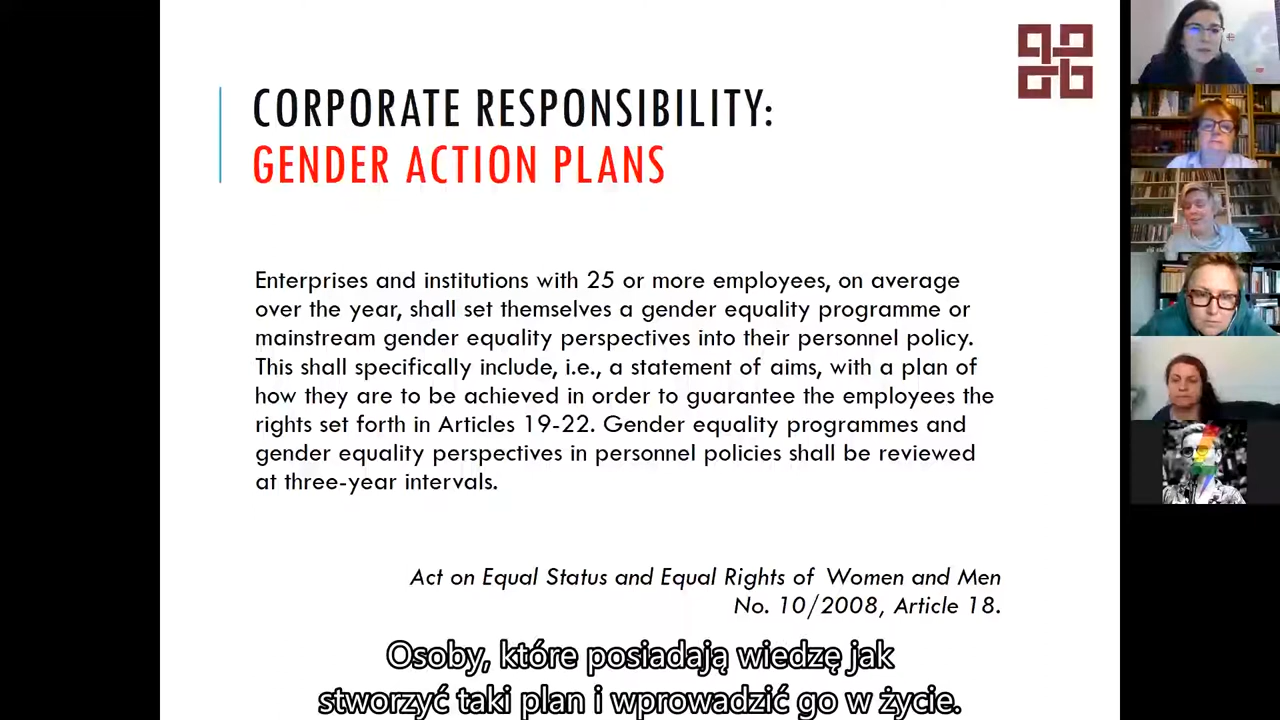 CORPORATE RESPONSIBILITY:
GENDER ACTION PLANS
Enterprises and institutions with 25 or more employees, on average
over the year, shall set themselves a gender equality programme or
mainstream gender equality perspectives into their personnel policy.
This shall specifically include, i.e., a statement of aims, with a plan of
how they are to be achieved in order to guarantee the employees the
rights set forth in Articles 19-22. Gender equality programmes and
gender equality perspectives in personnel policies shall be reviewed
at three-year intervals.
Act on Equal Status and Equal Rights of Women and Men
No. 10/2008, Article 18.
Osoby, które posiadają wiedzę jak
stworzyć taki plan i wprowadzić go w życie.